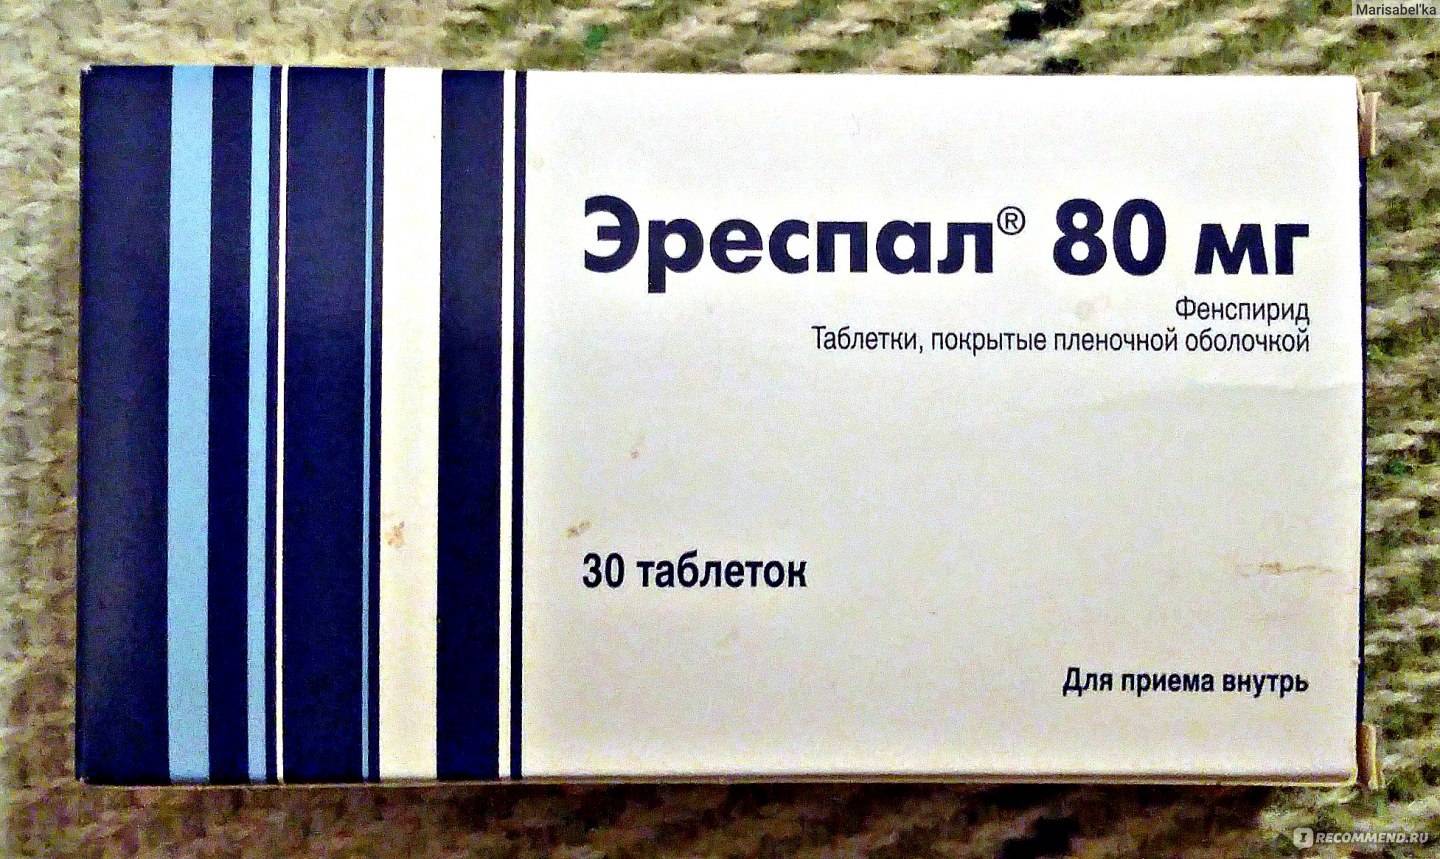 Marisabel'ka
Эреспал® 80 мг
Фенспирид
Таблетки, покрытые пленочной оболочкой
30 таблеток
Для приема внутрь
I RECOMMEND.RU